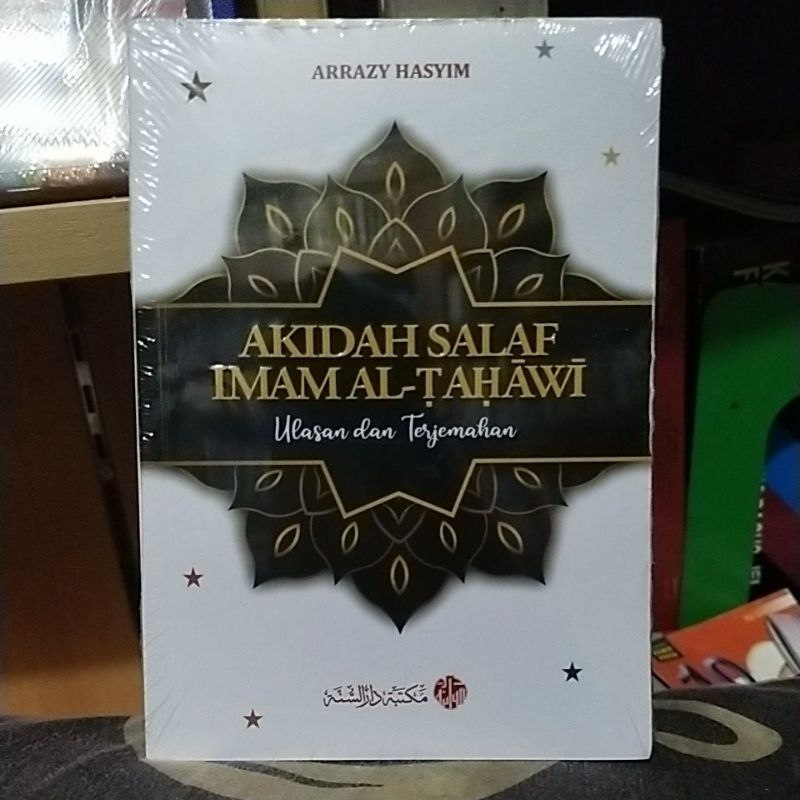 ARRAZY HASYIM
AKIDAH SALAF
IMAM AL-ṬAḤĀWĪ
Ulasan dan Terjemahan
مكتبة دار السنة